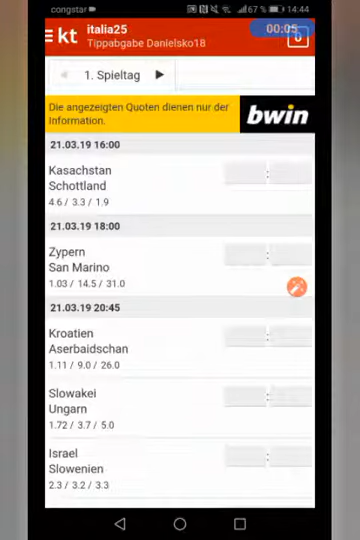 congstar
67 % 14:44
kt
italia25
00:05
Tippabgabe Danielsko18
1. Spieltag
Die angezeigten Quoten dienen nur der
Information.
bwin
21.03.19 16:00
Kasachstan
:
Schottland
4.6 / 3.3 / 1.9
21.03.19 18:00
Zypern
:
San Marino
1.03 / 14.5 / 31.0
21.03.19 20:45
Kroatien
:
Aserbaidschan
1.11 / 9.0 / 26.0
Slowakei
:
Ungarn
1.72 / 3.7 / 5.0
Israel
:
Slowenien
2.3 / 3.2 / 3.3